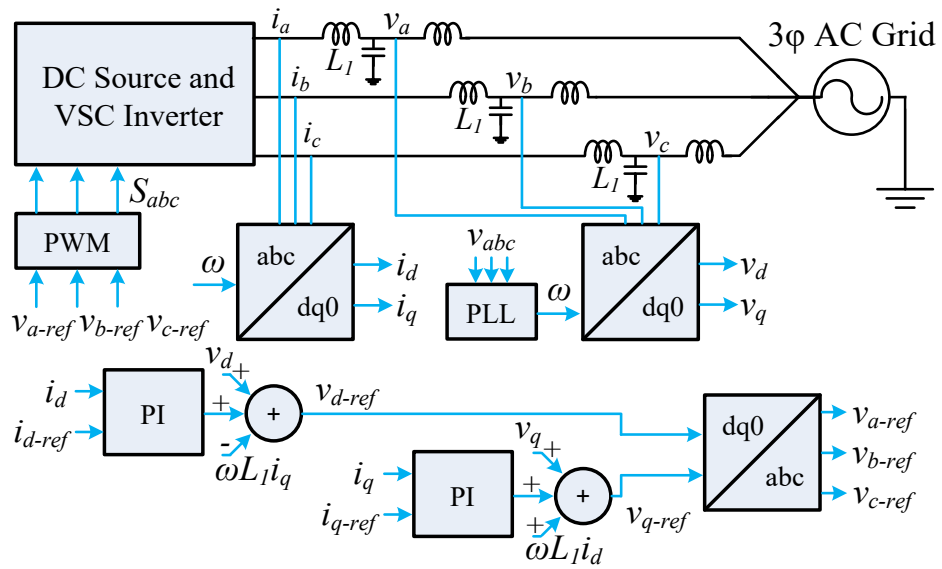 i_a
v_a
3φ AC Grid
DC Source and
VSC Inverter
L_1
i_b
v_b
L_1
i_c
v_c
L_1
S_abc
PWM
v_a-ref v_b-ref v_c-ref
ω
abc
dq0
i_d
i_q
v_abc
PLL
ω
abc
dq0
v_d
v_q
i_d
i_d-ref
PI
v_d
+
+
-
+
ωL_1i_q
v_d-ref
i_q
i_q-ref
PI
v_q
+
+
+
+
ωL_1i_d
v_q-ref
dq0
abc
v_a-ref
v_b-ref
v_c-ref